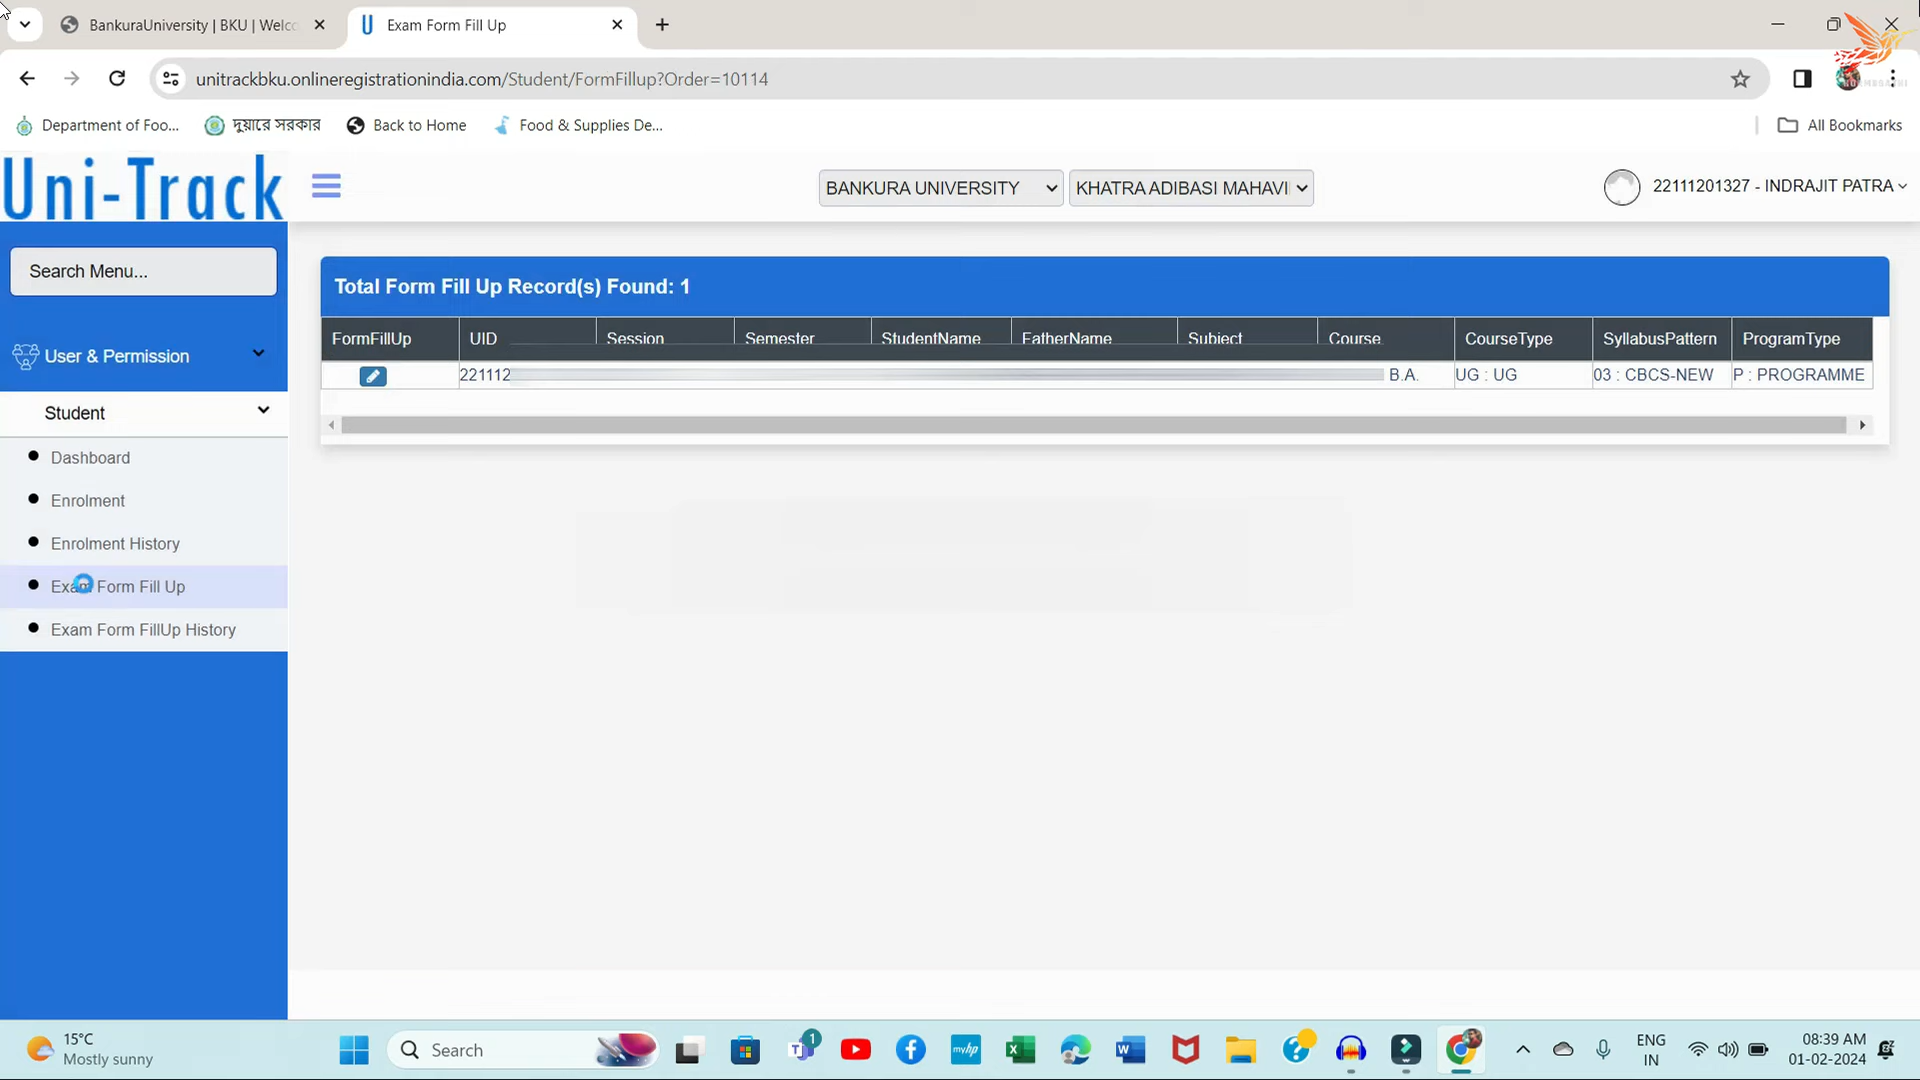 BankuraUniversity | BKU | Welc
Exam Form Fill Up
unitrackbku.onlineregistrationindia.com/Student/FormFillup?Order=10114
Department of Foo...
দুয়ারে সরকার
Back to Home
Food & Supplies De...
All Bookmarks
Uni-Track
BANKURA UNIVERSITY
KHATRA ADIBASI MAHAVI
22111201327 - INDRAJIT PATRA
Search Menu...
User & Permission
Student
Dashboard
Enrolment
Enrolment History
Exam Form Fill Up
Exam Form FillUp History
Total Form Fill Up Record(s) Found: 1
FormFillUp UID Session Semester StudentName FatherName Subject Course CourseType SyllabusPattern ProgramType
221112 B.A. UG : UG 03 : CBCS-NEW P : PROGRAMME
15°C
Mostly sunny
Search
1
myhp
ENG
IN
08:39 AM
01-02-2024